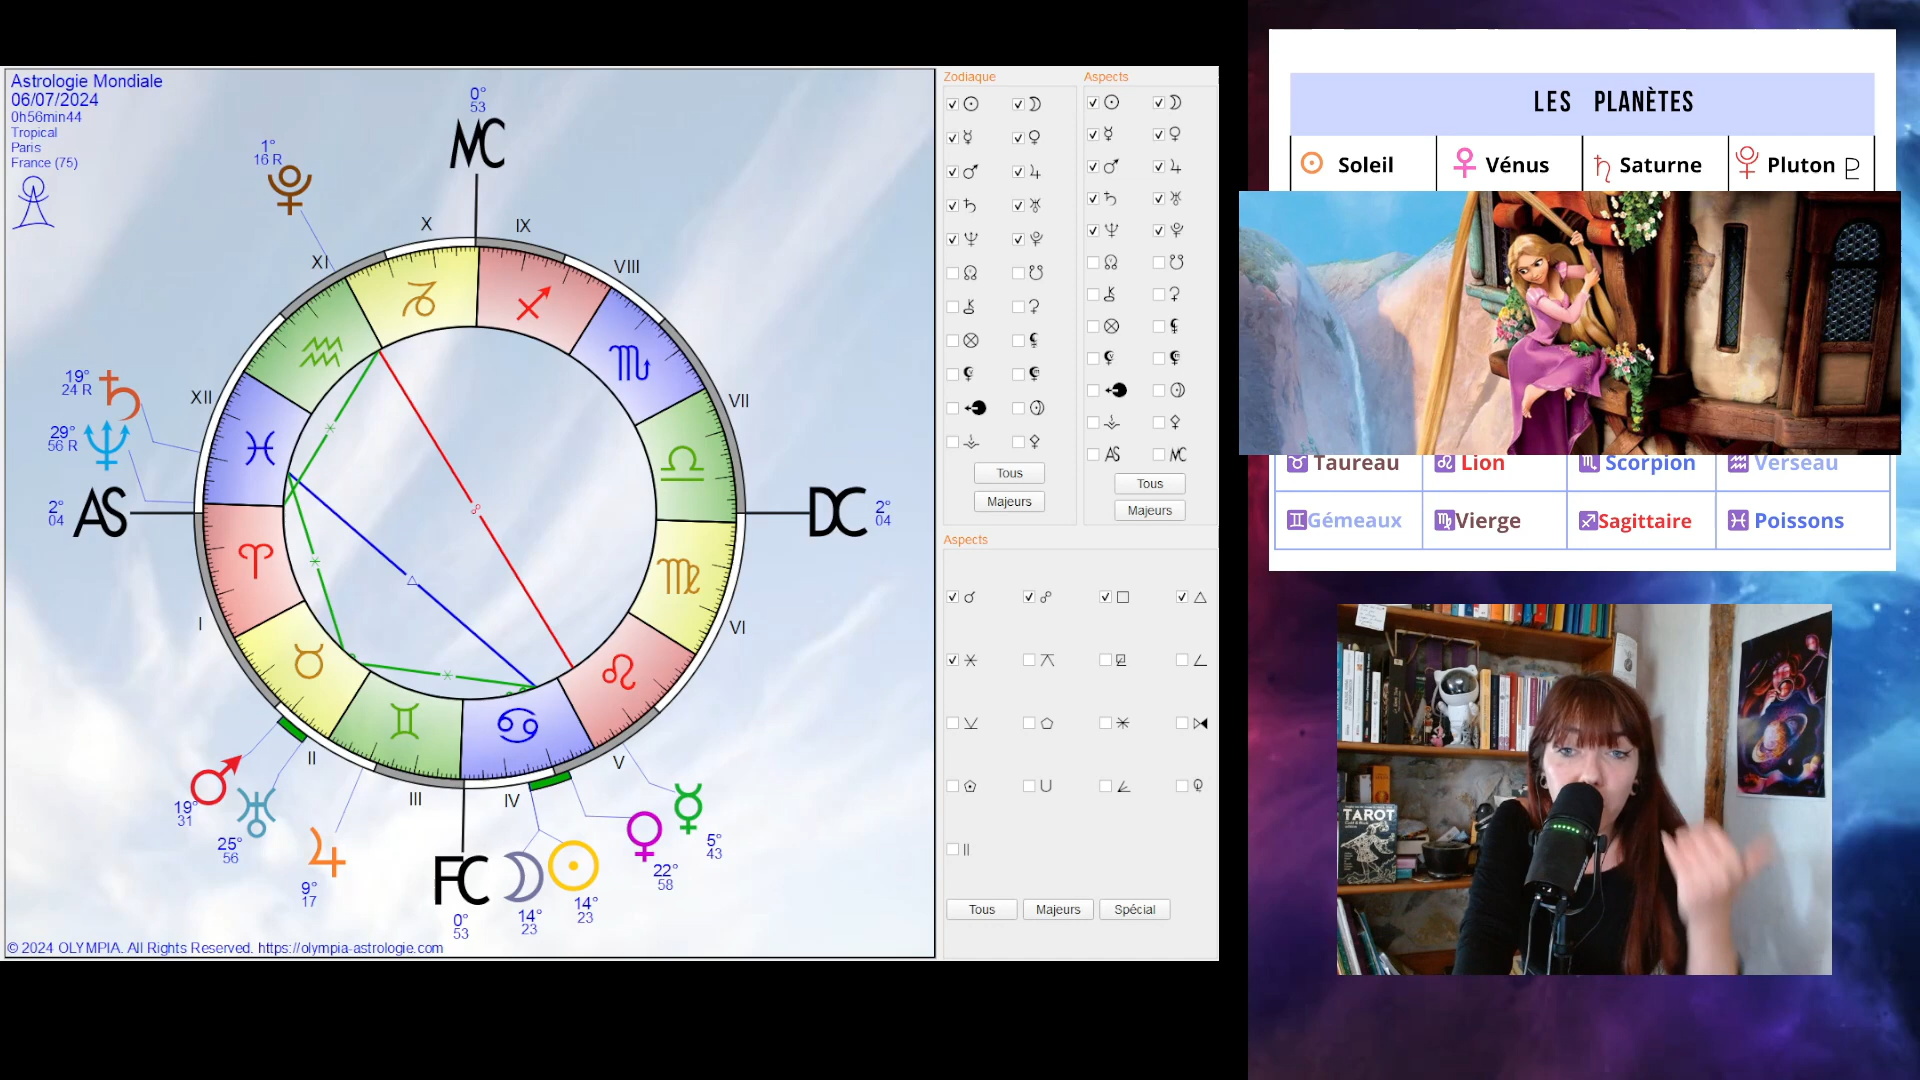 Astrologie Mondiale
06/07/2024
0h56min44
Tropical
Paris
France (75)
0°
53
MC
1°
16 R
X
IX
XI
VIII
XII
VII
19°
24 R
29°
56 R
2°
04
AS
DC
2°
04
I
VI
II
III
IV
V
19°
31
25°
56
9°
17
FC
0°
53
14°
23
14°
23
22°
58
5°
43
© 2024 OLYMPIA. All Rights Reserved. https://olympia-astrologie.com
Zodiaque
Tous
Majeurs
Aspects
AS
MC
Tous
Majeurs
Aspects
Tous
Majeurs
Spécial
LES PLANÈTES
Soleil
Vénus
Saturne
Pluton
Taureau
Lion
Scorpion
Verseau
Gémeaux
Vierge
Sagittaire
Poissons
TAROT